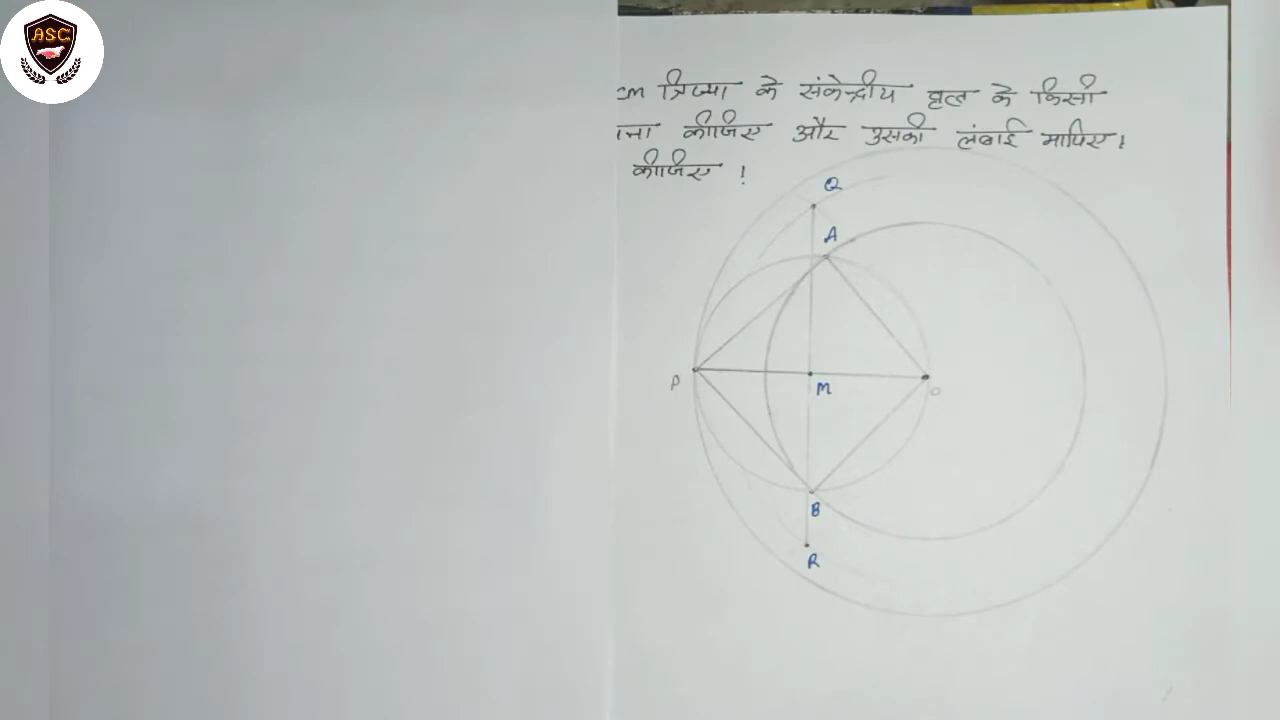 ASC
cm त्रिज्या के संकेन्द्रीय वृत के किसी
कीजिए और उसकी लंबाई मापिए।
कीजिए !
Q
A
P
M
O
B
R